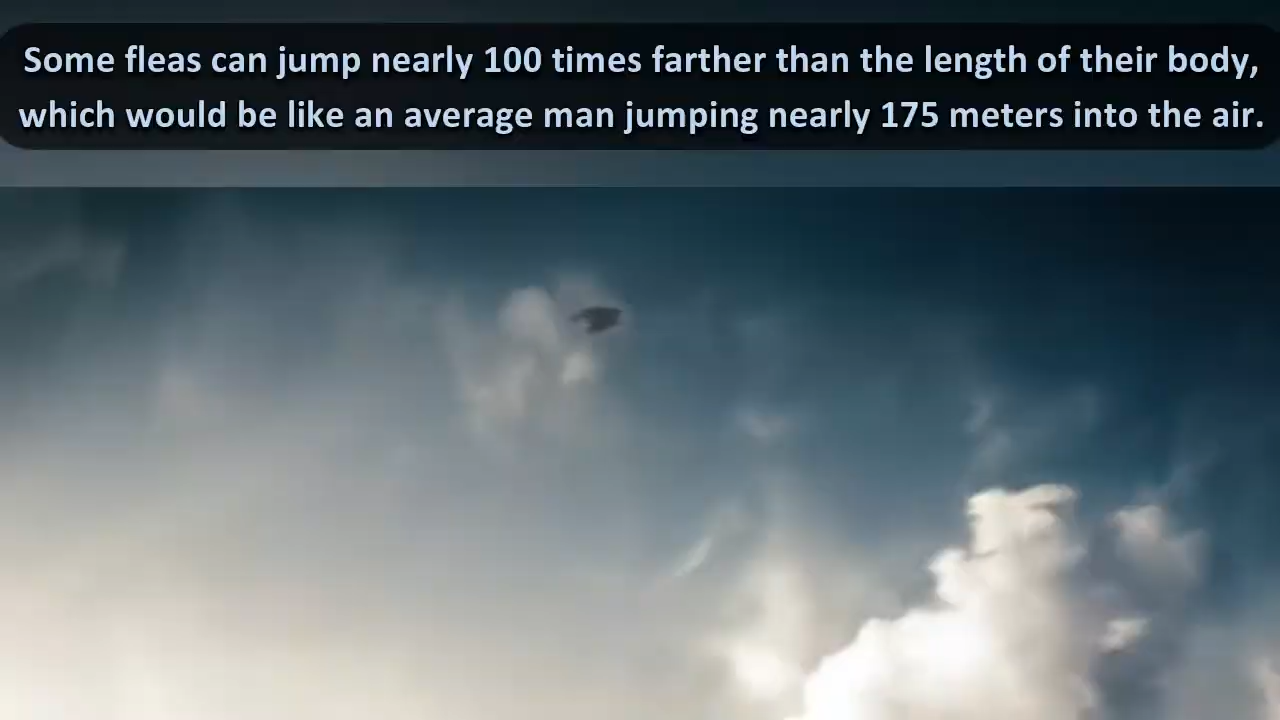 Some fleas can jump nearly 100 times farther than the length of their body,
which would be like an average man jumping nearly 175 meters into the air.